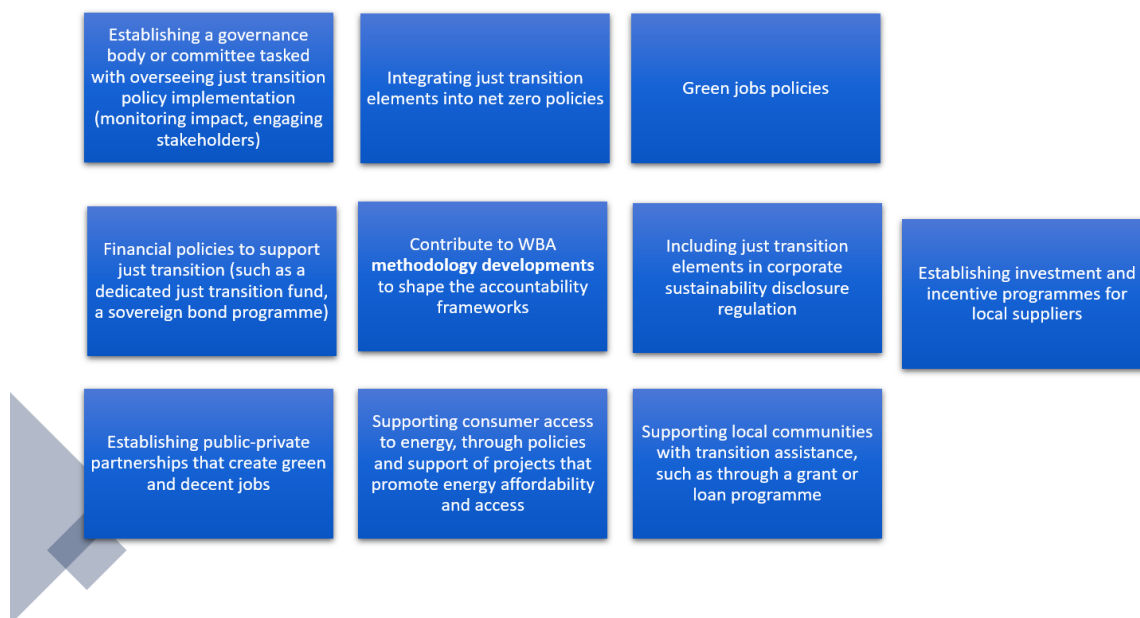 Establishing a governance
body or committee tasked
with overseeing just transition
policy implementation
(monitoring impact, engaging
stakeholders)
Integrating just transition
elements into net zero policies
Green jobs policies
Financial policies to support
just transition (such as a
dedicated just transition fund,
a sovereign bond programme)
Contribute to WBA
methodology developments
to shape the accountability
frameworks
Including just transition
elements in corporate
sustainability disclosure
regulation
Establishing investment and
incentive programmes for
local suppliers
Establishing public-private
partnerships that create green
and decent jobs
Supporting consumer access
to energy, through policies
and support of projects that
promote energy affordability
and access
Supporting local communities
with transition assistance,
such as through a grant or
loan programme